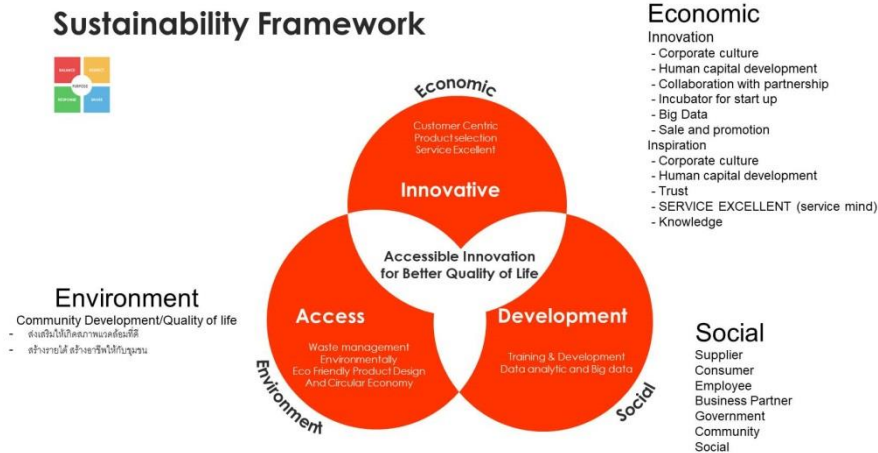 Sustainability Framework
PURPOSE
Economic
Customer Centric
Product selection
Service Excellent
Innovative
Accessible Innovation
for Better Quality of Life
Access
Waste management
Environmentally
Eco Friendly Product Design
And Circular Economy
Environment
Development
Training & Development
Data analytic and Big data
Social
Economic
Innovation
- Corporate culture
- Human capital development
- Collaboration with partnership
- Incubator for start up
- Big Data
- Sale and promotion
Inspiration
- Corporate culture
- Human capital development
- Trust
- SERVICE EXCELLENT (service mind)
- Knowledge
Environment
Community Development/Quality of life
- ส่งเสริมให้เกิดสภาพแวดล้อมที่ดี
- สร้างรายได้ สร้างอาชีพให้กับชุมชน
Social
Supplier
Consumer
Employee
Business Partner
Government
Community
Social